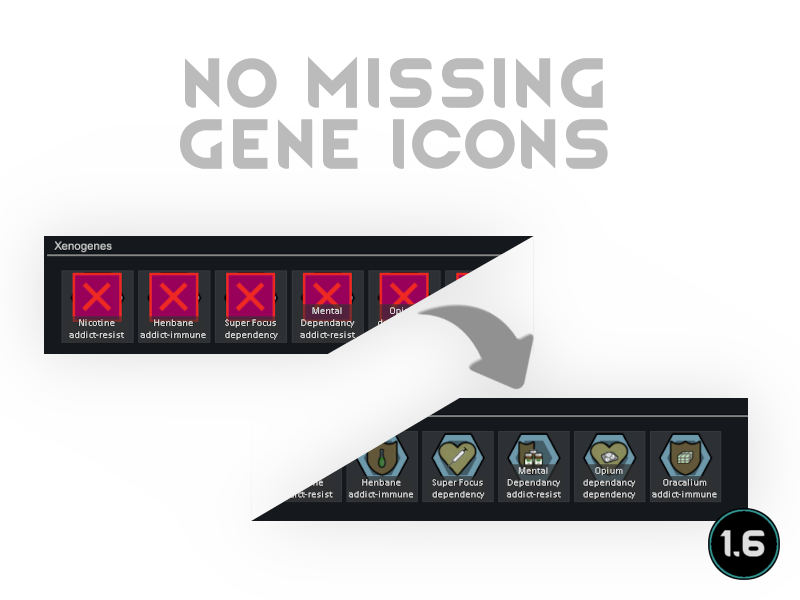 NO MISSING
GENE ICONS
Xenogenes
Nicotine
addict-resist
Henbane
addict-immune
Super Focus
dependency
Mental
Dependancy
addict-resist
Henbane
addict-immune
Super Focus
dependency
Mental
Dependancy
addict-resist
Opium
dependancy
dependency
Oracalium
addict-immune
1.6